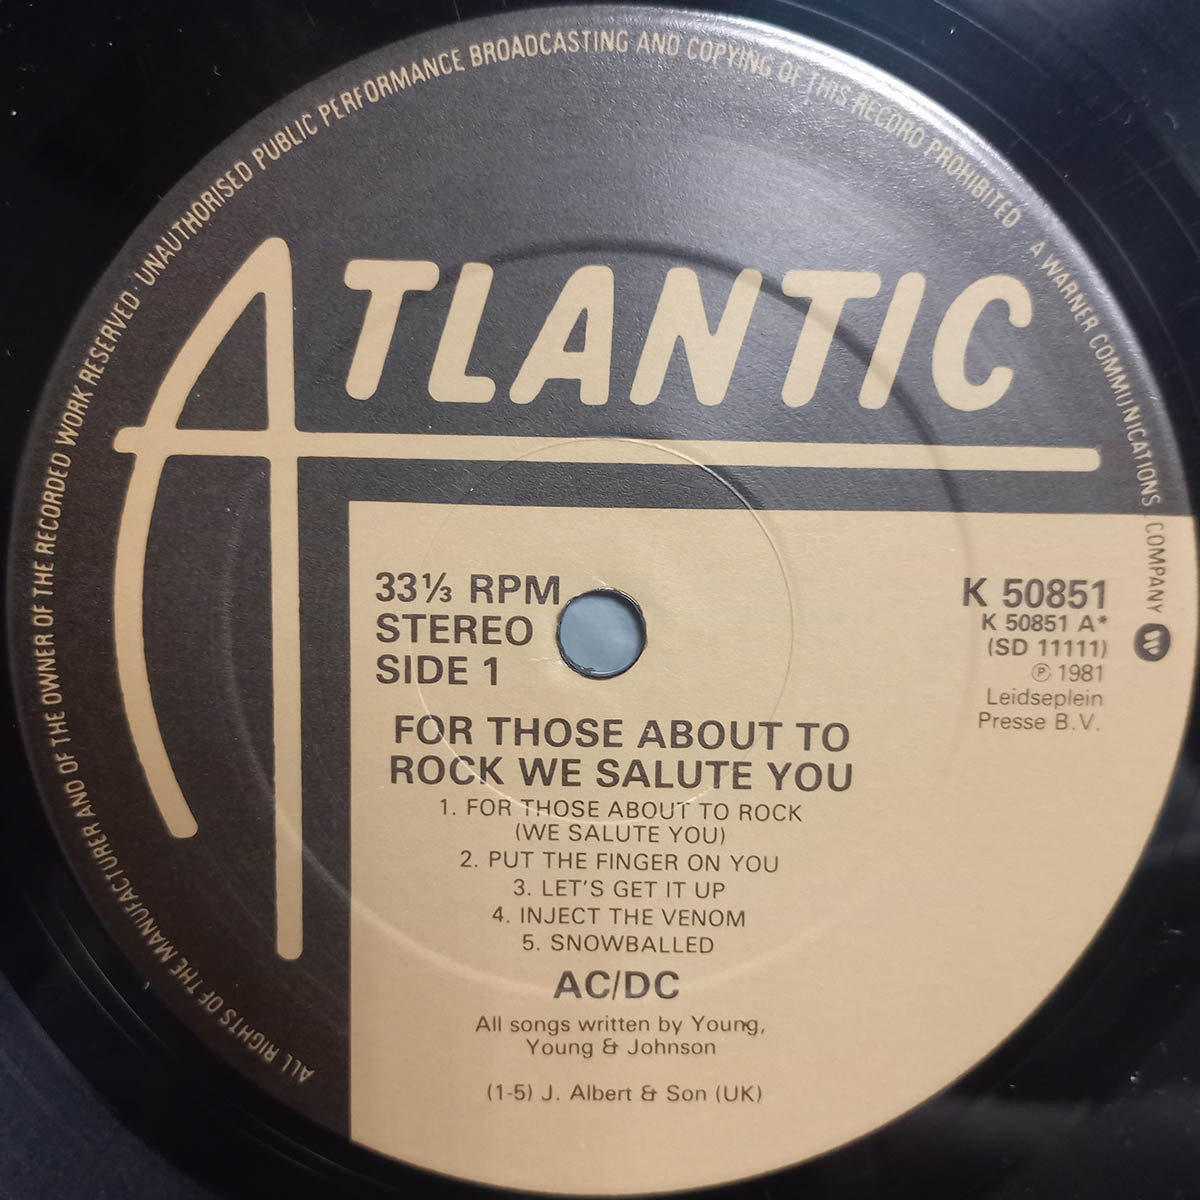 ALL RIGHTS OF THE MANUFACTURER AND OF THE OWNER OF THE RECORDED WORK RESERVED · UNAUTHORISED PUBLIC PERFORMANCE BROADCASTING AND COPYING OF THIS RECORD PROHIBITED
A WARNER COMMUNICATIONS COMPANY
ATLANTIC
33⅓ RPM
STEREO
SIDE 1
K 50851
K 50851 A*
(SD 11111)
℗ 1981
Leidseplein
Presse B.V.
FOR THOSE ABOUT TO
ROCK WE SALUTE YOU
1. FOR THOSE ABOUT TO ROCK
(WE SALUTE YOU)
2. PUT THE FINGER ON YOU
3. LET'S GET IT UP
4. INJECT THE VENOM
5. SNOWBALLED
AC/DC
All songs written by Young,
Young & Johnson
(1-5) J. Albert & Son (UK)